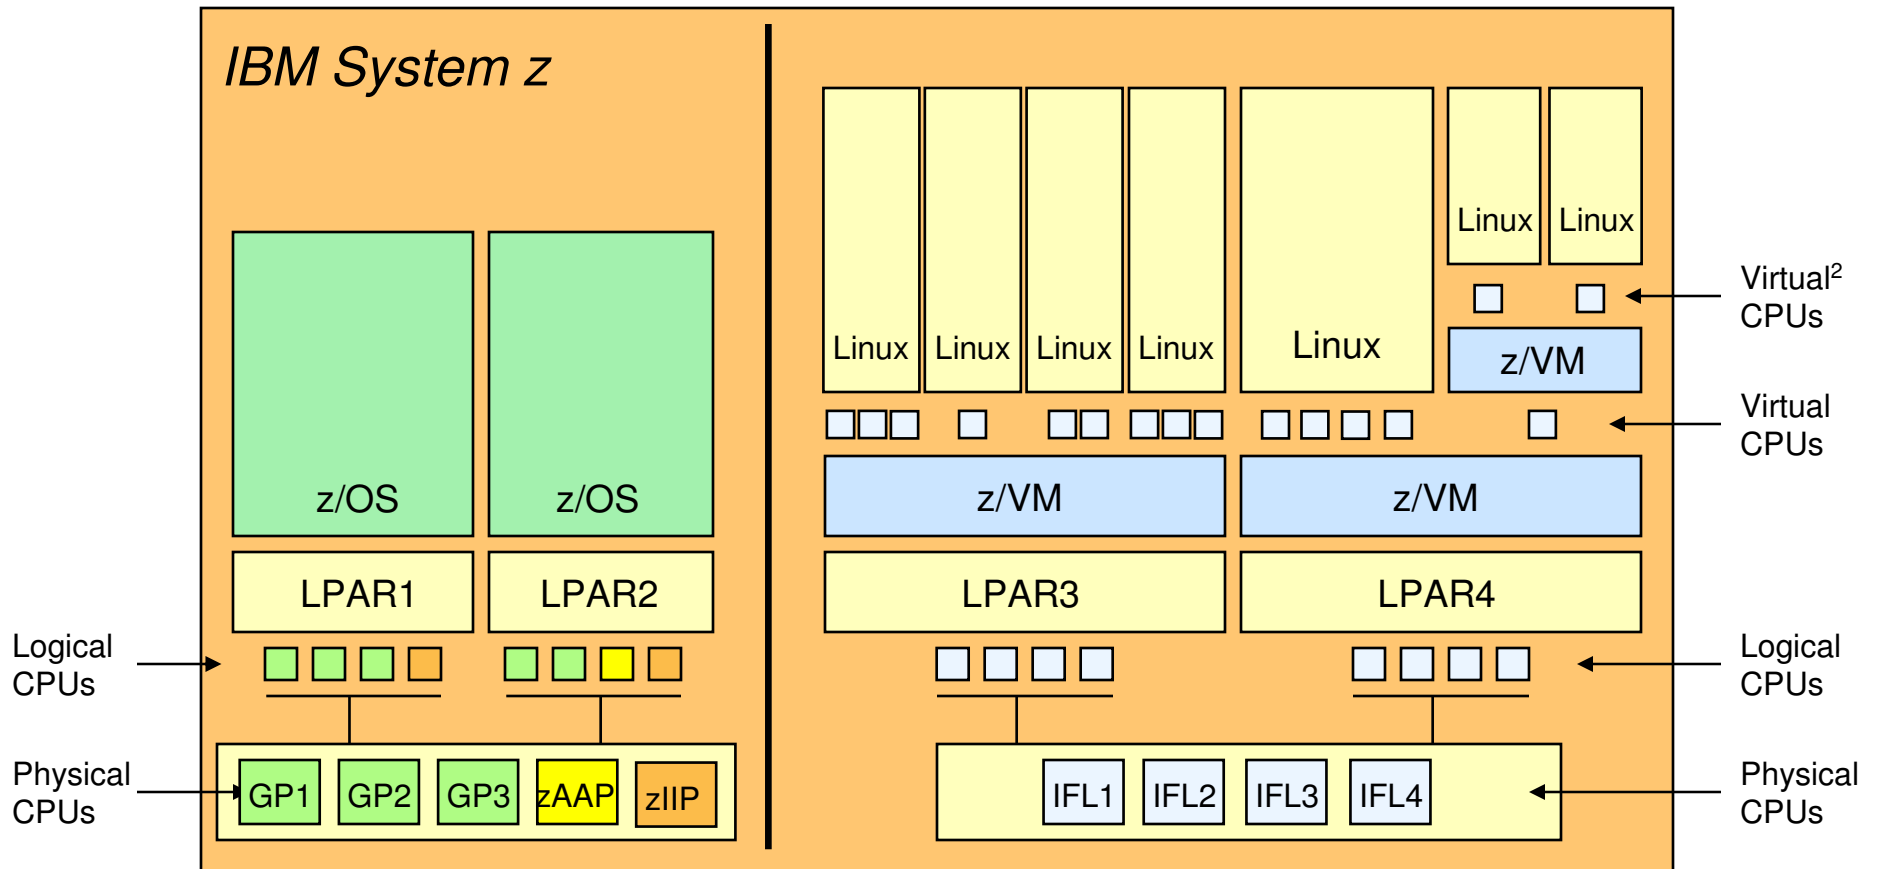 IBM System z
Linux Linux
Virtual²
CPUs
Linux Linux Linux Linux Linux
z/VM
Virtual
CPUs
z/OS z/OS z/VM z/VM
LPAR1 LPAR2 LPAR3 LPAR4
Logical
CPUs
Logical
CPUs
Physical
CPUs
GP1 GP2 GP3 zAAP zIIP
IFL1 IFL2 IFL3 IFL4
Physical
CPUs